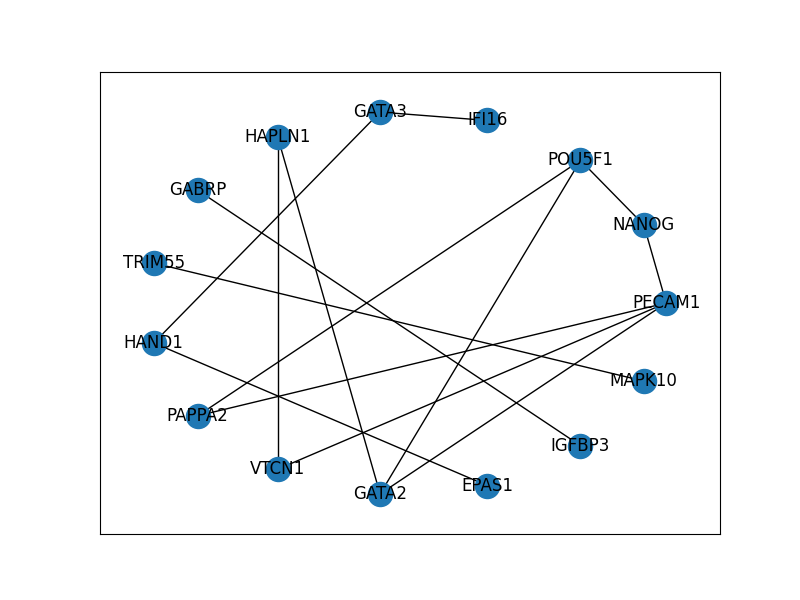 GATA3
IFI16
HAPLN1
POU5F1
GABRP
NANOG
TRIM55
PECAM1
HAND1
MAPK10
PAPPA2
IGFBP3
VTCN1
EPAS1
GATA2